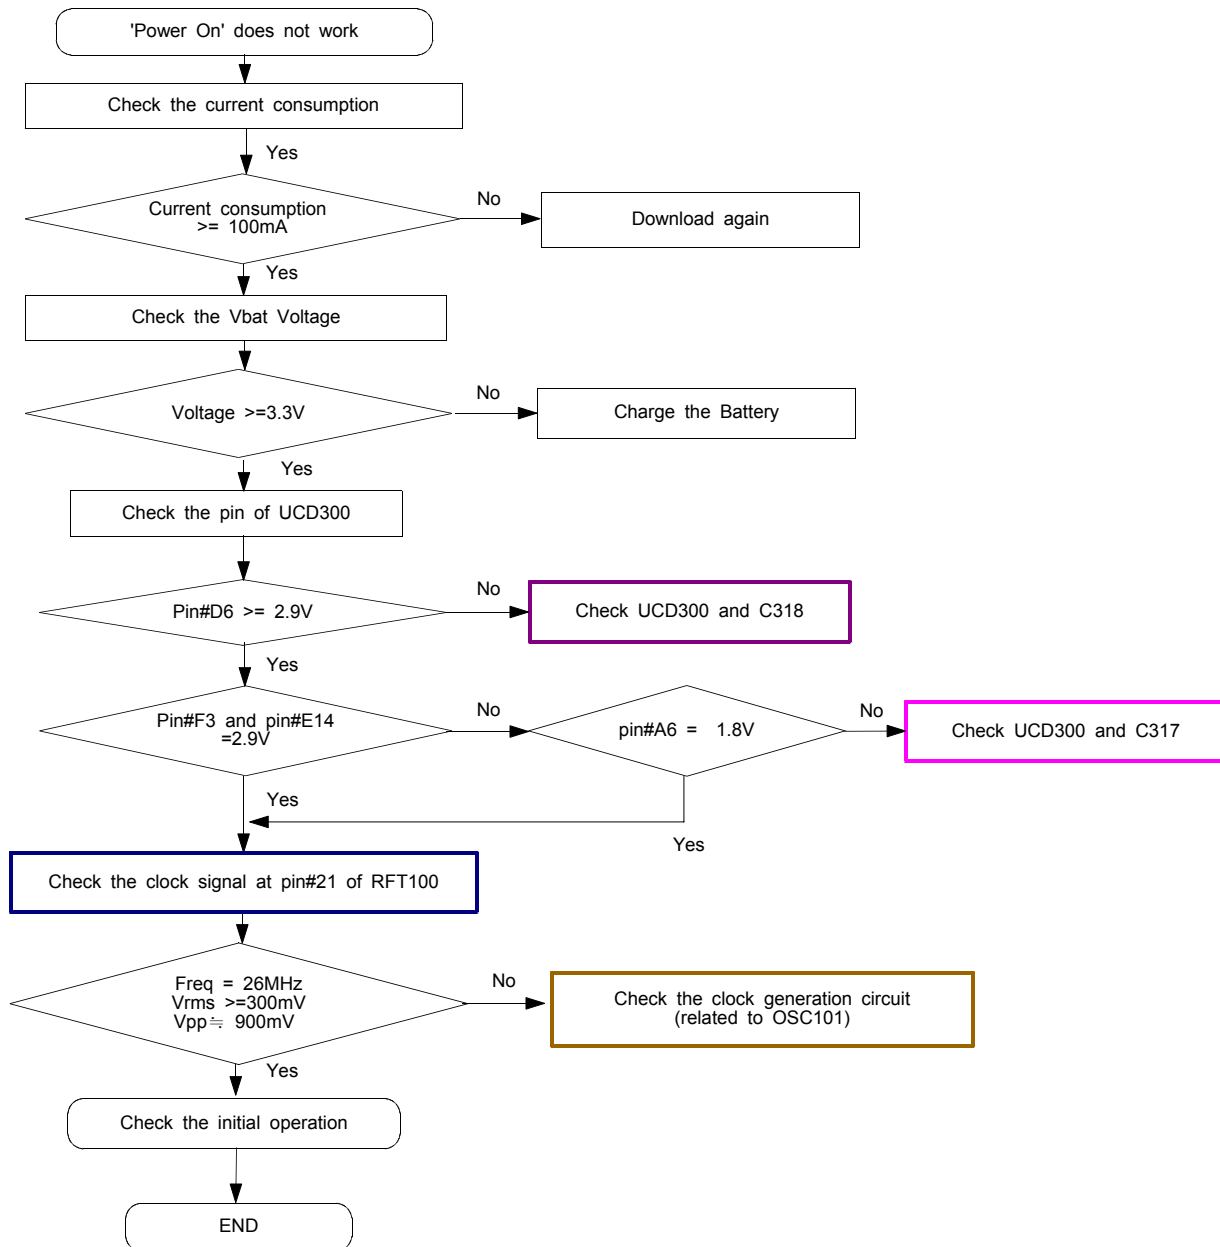 'Power On' does not work
Check the current consumption
Yes
Current consumption
>= 100mA
No
Download again
Yes
Check the Vbat Voltage
Voltage >=3.3V
No
Charge the Battery
Yes
Check the pin of UCD300
Pin#D6 >= 2.9V
No
Check UCD300 and C318
Yes
Pin#F3 and pin#E14
=2.9V
No
pin#A6 = 1.8V
No
Check UCD300 and C317
Yes
Yes
Check the clock signal at pin#21 of RFT100
Freq = 26MHz
Vrms >=300mV
Vpp≒ 900mV
No
Check the clock generation circuit
(related to OSC101)
Yes
Check the initial operation
END